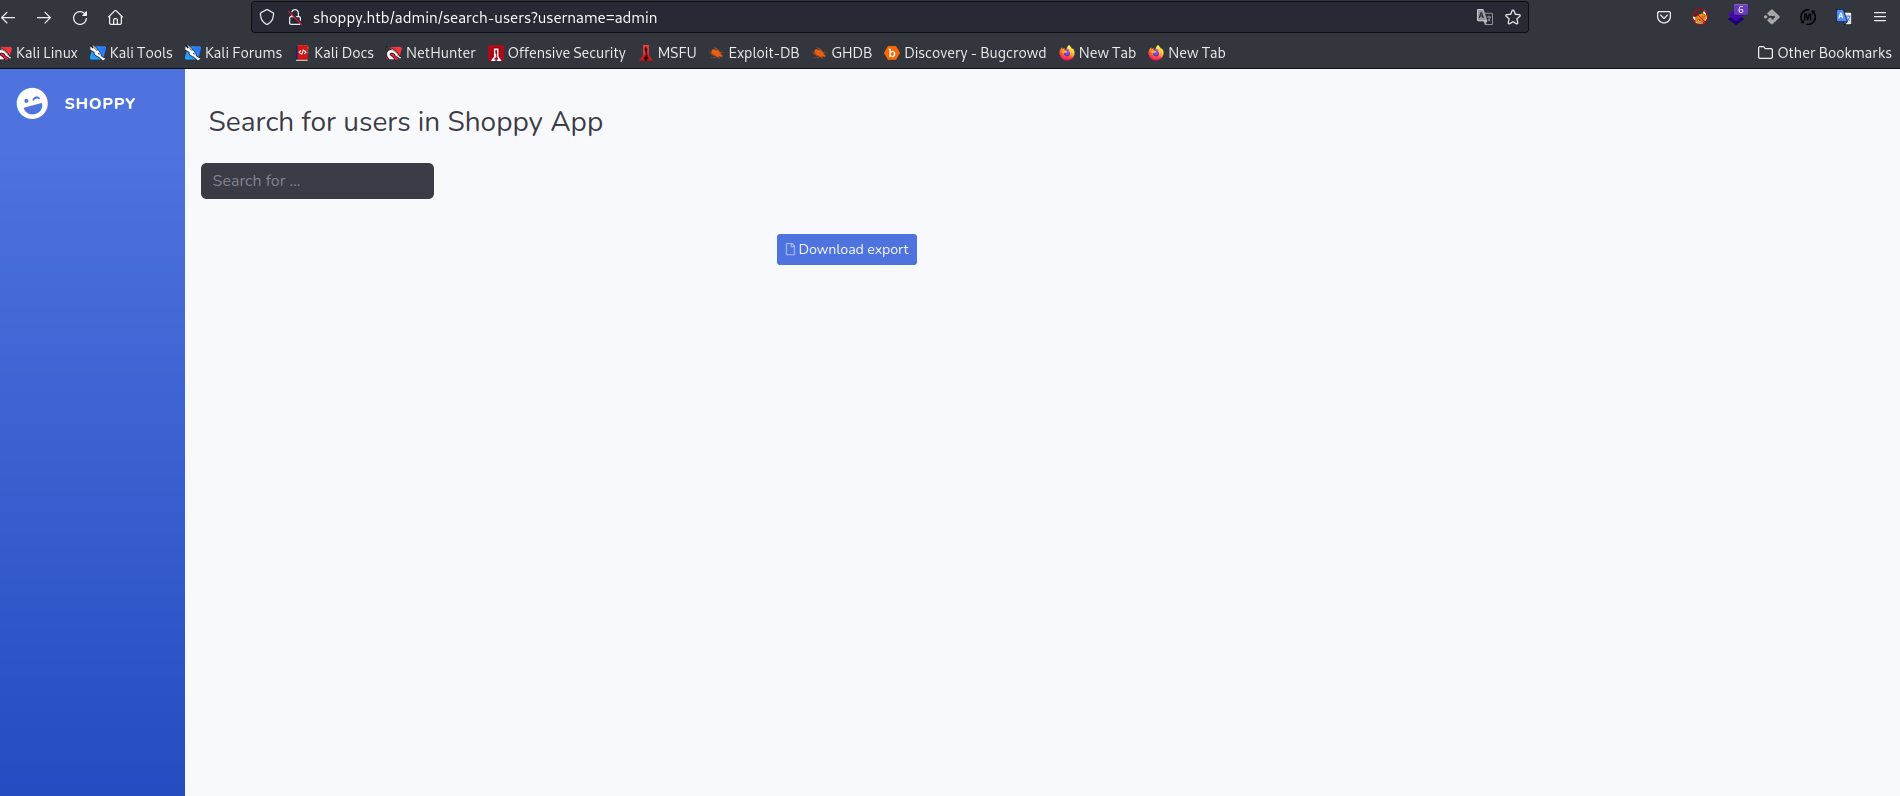 shoppy.htb/admin/search-users?username=admin
6
Kali Linux Kali Tools Kali Forums Kali Docs NetHunter Offensive Security MSFU Exploit-DB GHDB Discovery - Bugcrowd New Tab New Tab Other Bookmarks
SHOPPY
Search for users in Shoppy App
Search for ...
Download export